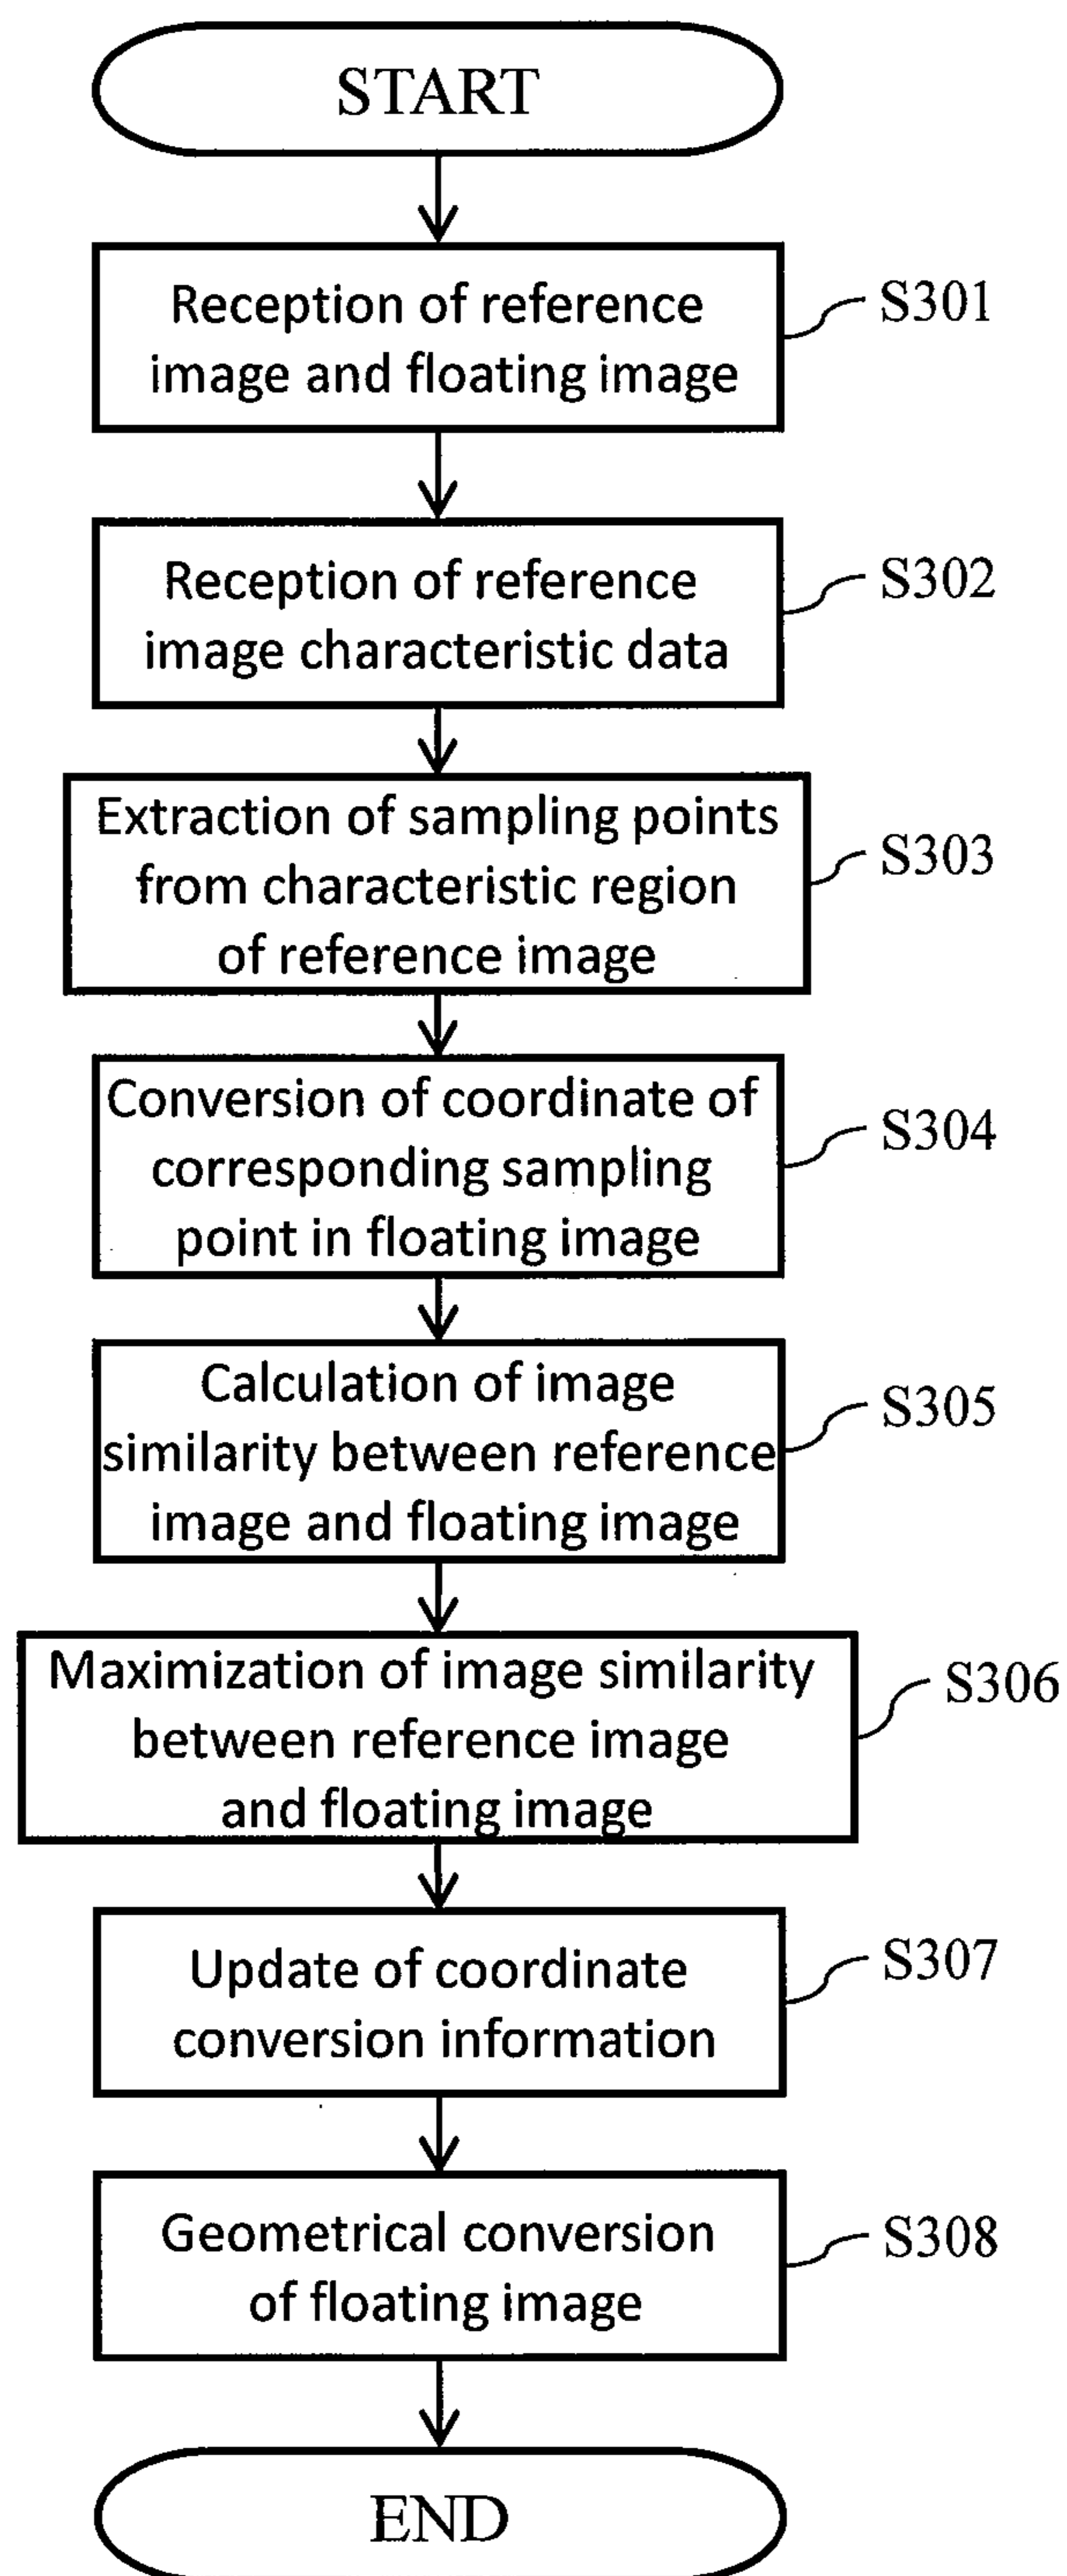 START
Reception of reference
image and floating image
S301
Reception of reference
image characteristic data
S302
Extraction of sampling points
from characteristic region
of reference image
S303
Conversion of coordinate of
corresponding sampling
point in floating image
S304
Calculation of image
similarity between reference
image and floating image
S305
Maximization of image similarity
between reference image
and floating image
S306
Update of coordinate
conversion information
S307
Geometrical conversion
of floating image
S308
END